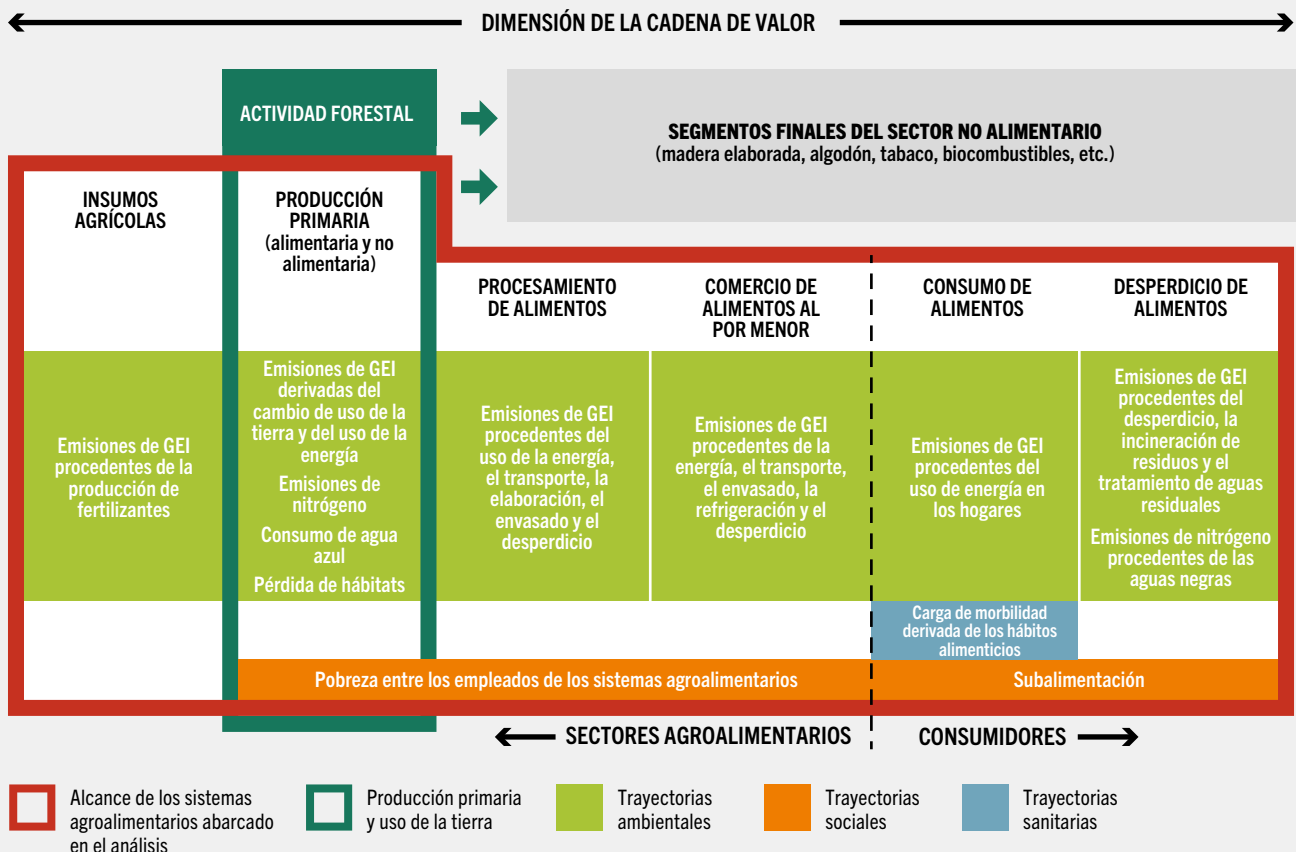 DIMENSIÓN DE LA CADENA DE VALOR
ACTIVIDAD FORESTAL
SEGMENTOS FINALES DEL SECTOR NO ALIMENTARIO
(madera elaborada, algodón, tabaco, biocombustibles, etc.)
INSUMOS
AGRÍCOLAS
PRODUCCIÓN
PRIMARIA
(alimentaria y no
alimentaria)
PROCESAMIENTO
DE ALIMENTOS
COMERCIO DE
ALIMENTOS AL
POR MENOR
CONSUMO DE
ALIMENTOS
DESPERDICIO DE
ALIMENTOS
Emisiones de GEI
procedentes de la
producción de
fertilizantes
Emisiones de GEI
derivadas del
cambio de uso de la
tierra y del uso de la
energía
Emisiones de
nitrógeno
Consumo de agua
azul
Pérdida de hábitats
Emisiones de GEI
procedentes del
uso de la energía,
el transporte, la
elaboración, el
envasado y el
desperdicio
Emisiones de GEI
procedentes de la
energía, el transporte,
el envasado, la
refrigeración y el
desperdicio
Emisiones de GEI
procedentes del
uso de energía en
los hogares
Emisiones de GEI
procedentes del
desperdicio, la
incineración de
residuos y el
tratamiento de aguas
residuales
Emisiones de nitrógeno
procedentes de las
aguas negras
Carga de morbilidad
derivada de los hábitos
alimenticios
Pobreza entre los empleados de los sistemas agroalimentarios
Subalimentación
SECTORES AGROALIMENTARIOS
CONSUMIDORES
Alcance de los sistemas
agroalimentarios abarcado
en el análisis
Producción primaria
y uso de la tierra
Trayectorias
ambientales
Trayectorias
sociales
Trayectorias
sanitarias